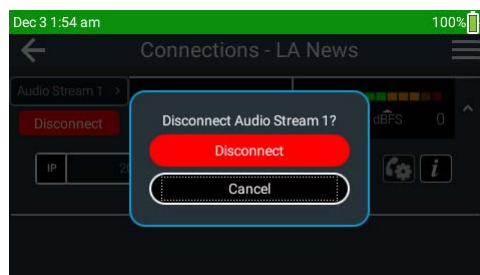 Dec 3 1:54 am 100%
Connections - LA News
Audio Stream 1 >
Disconnect
dBFS 0
IP
Disconnect Audio Stream 1?
Disconnect
Cancel
i